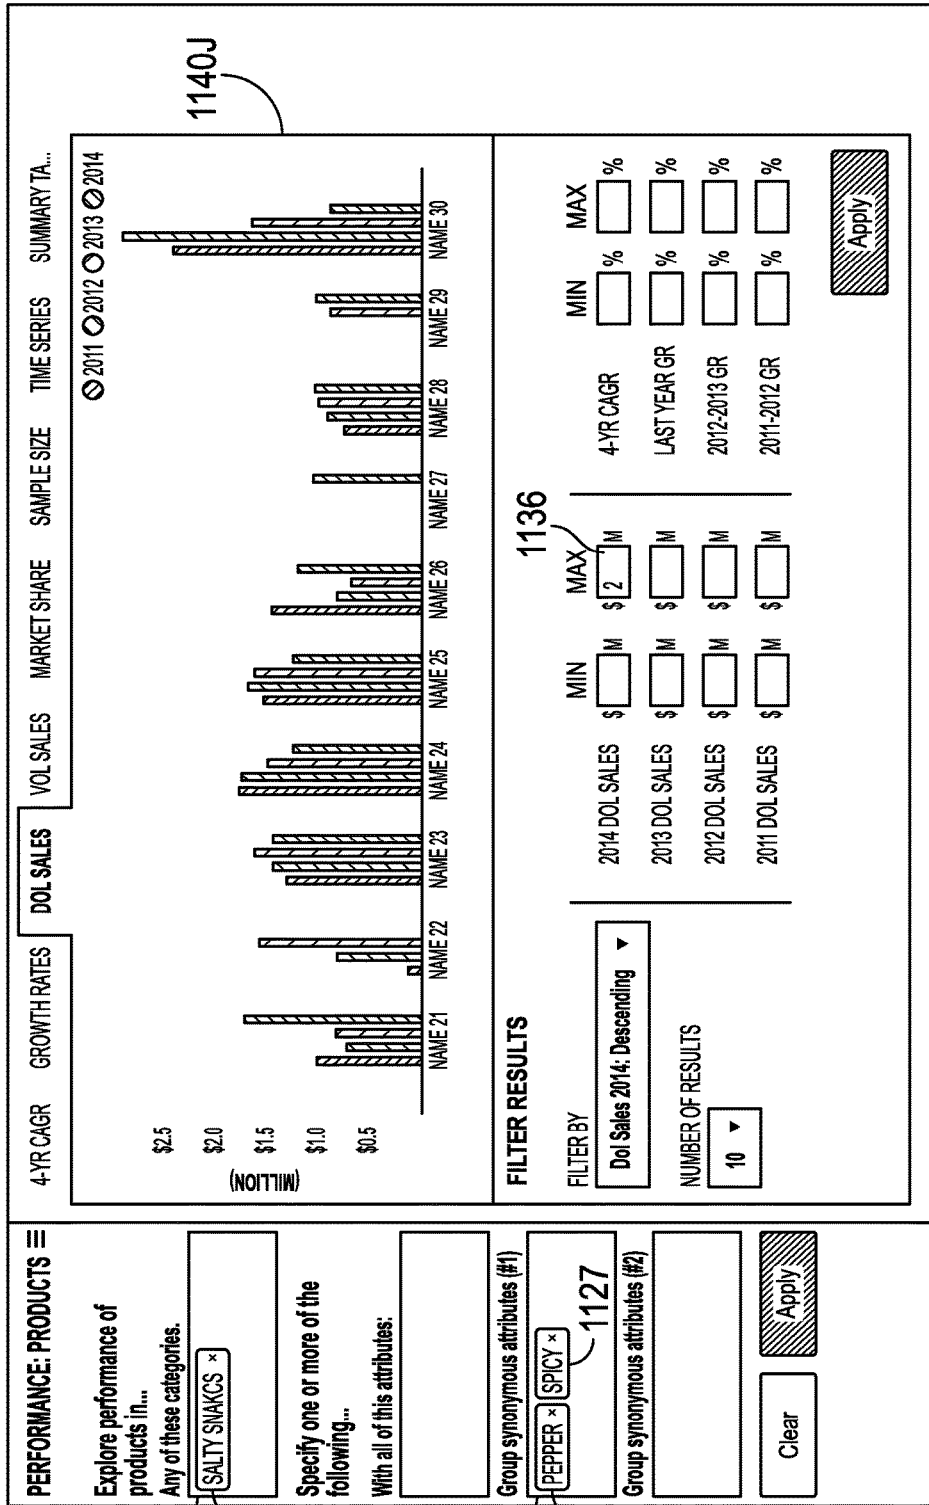 PERFORMANCE: PRODUCTS
Explore performance of
products in...
Any of these categories.
SALTY SNAKCS ×
Specify one or more of the
following...
With all of this attributes:
Group synonymous attributes (#1)
PEPPER × SPICY ×
1127
Group synonymous attributes (#2)
Clear Apply
4-YR CAGR GROWTH RATES DOL SALES VOL SALES MARKET SHARE SAMPLE SIZE TIME SERIES SUMMARY TA...
2011 2012 2013 2014
1140J
(MILLION)
$2.5
$2.0
$1.5
$1.0
$0.5
NAME 21 NAME 22 NAME 23 NAME 24 NAME 25 NAME 26 NAME 27 NAME 28 NAME 29 NAME 30
FILTER RESULTS
FILTER BY
Dol Sales 2014: Descending ▼
NUMBER OF RESULTS
10 ▼
1136
MIN MAX
2014 DOL SALES $ M $ 2 M
2013 DOL SALES $ M $ M
2012 DOL SALES $ M $ M
2011 DOL SALES $ M $ M
MIN MAX
4-YR CAGR % %
LAST YEAR GR % %
2012-2013 GR % %
2011-2012 GR % %
Apply